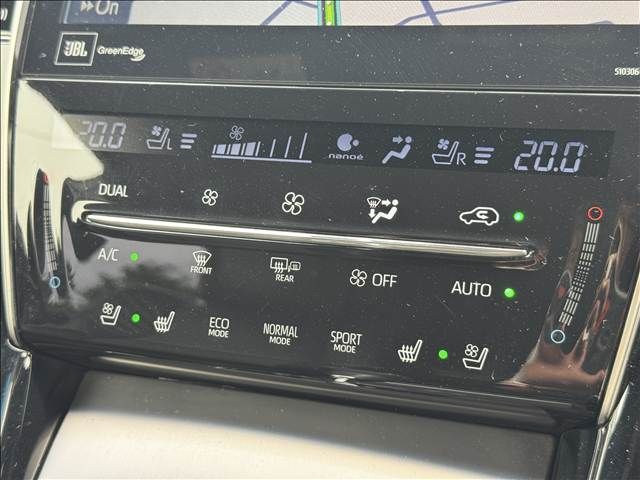 On
JBL GreenEdge
510306
20.0 L nanoe R 20.0
DUAL
A/C FRONT REAR OFF AUTO
ECO MODE NORMAL MODE SPORT MODE